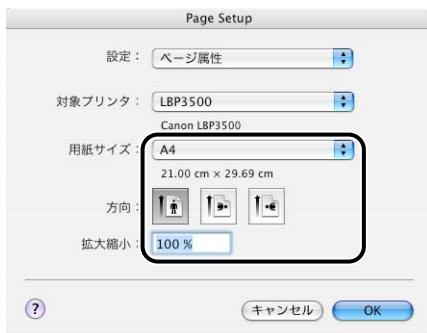 Page Setup
設定： ページ属性
対象プリンタ： LBP3500
Canon LBP3500
用紙サイズ： A4
21.00 cm × 29.69 cm
方向：
拡大縮小： 100 %
? キャンセル OK